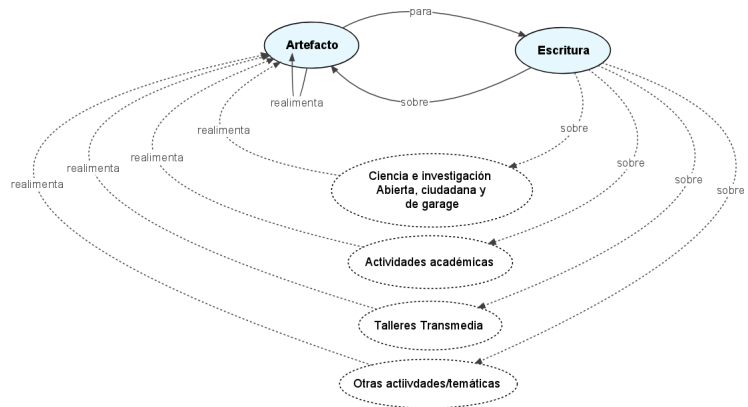 para
Artefacto
Escritura
realimenta
sobre
realimenta
sobre
realimenta
sobre
Ciencia e investigación
Abierta, ciudadana y
de garage
realimenta
sobre
realimenta
sobre
Actividades académicas
Talleres Transmedia
Otras actiivdades/temáticas